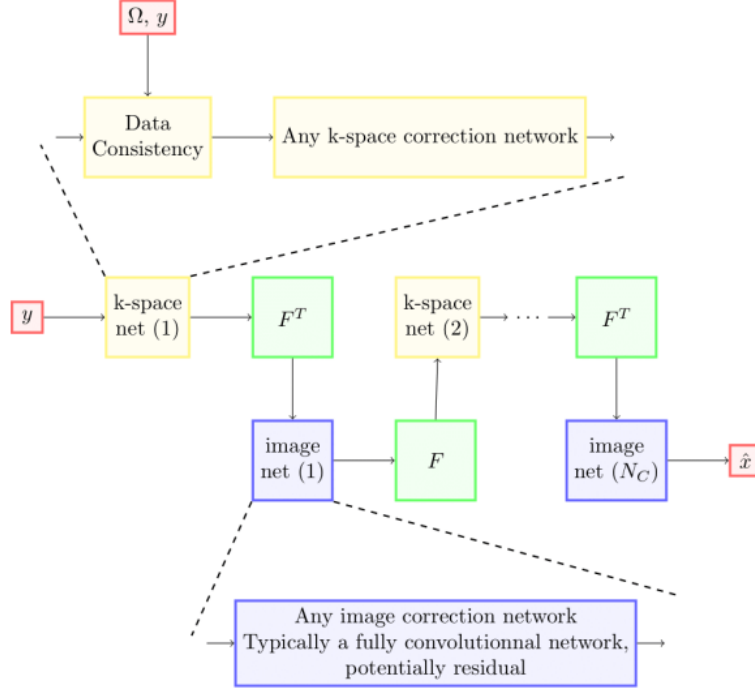 Ω, y
Data
Consistency
Any k-space correction network
y
k-space
net (1)
F^T
k-space
net (2)
···
F^T
image
net (1)
F
image
net (N_C)
x̂
Any image correction network
Typically a fully convolutionnal network,
potentially residual